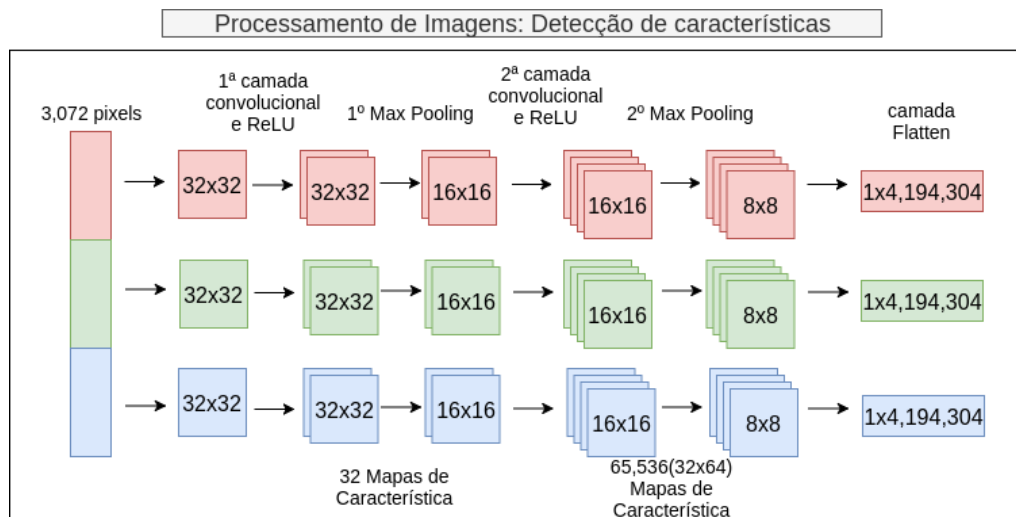 Processamento de Imagens: Detecção de características
3,072 pixels
1ª camada
convolucional
e ReLU
1º Max Pooling
2ª camada
convolucional
e ReLU
2º Max Pooling
camada
Flatten
32x32
32x32
16x16
16x16
8x8
1x4,194,304
32x32
32x32
16x16
16x16
8x8
1x4,194,304
32x32
32x32
16x16
16x16
8x8
1x4,194,304
32 Mapas de
Característica
65,536(32x64)
Mapas de
Característica